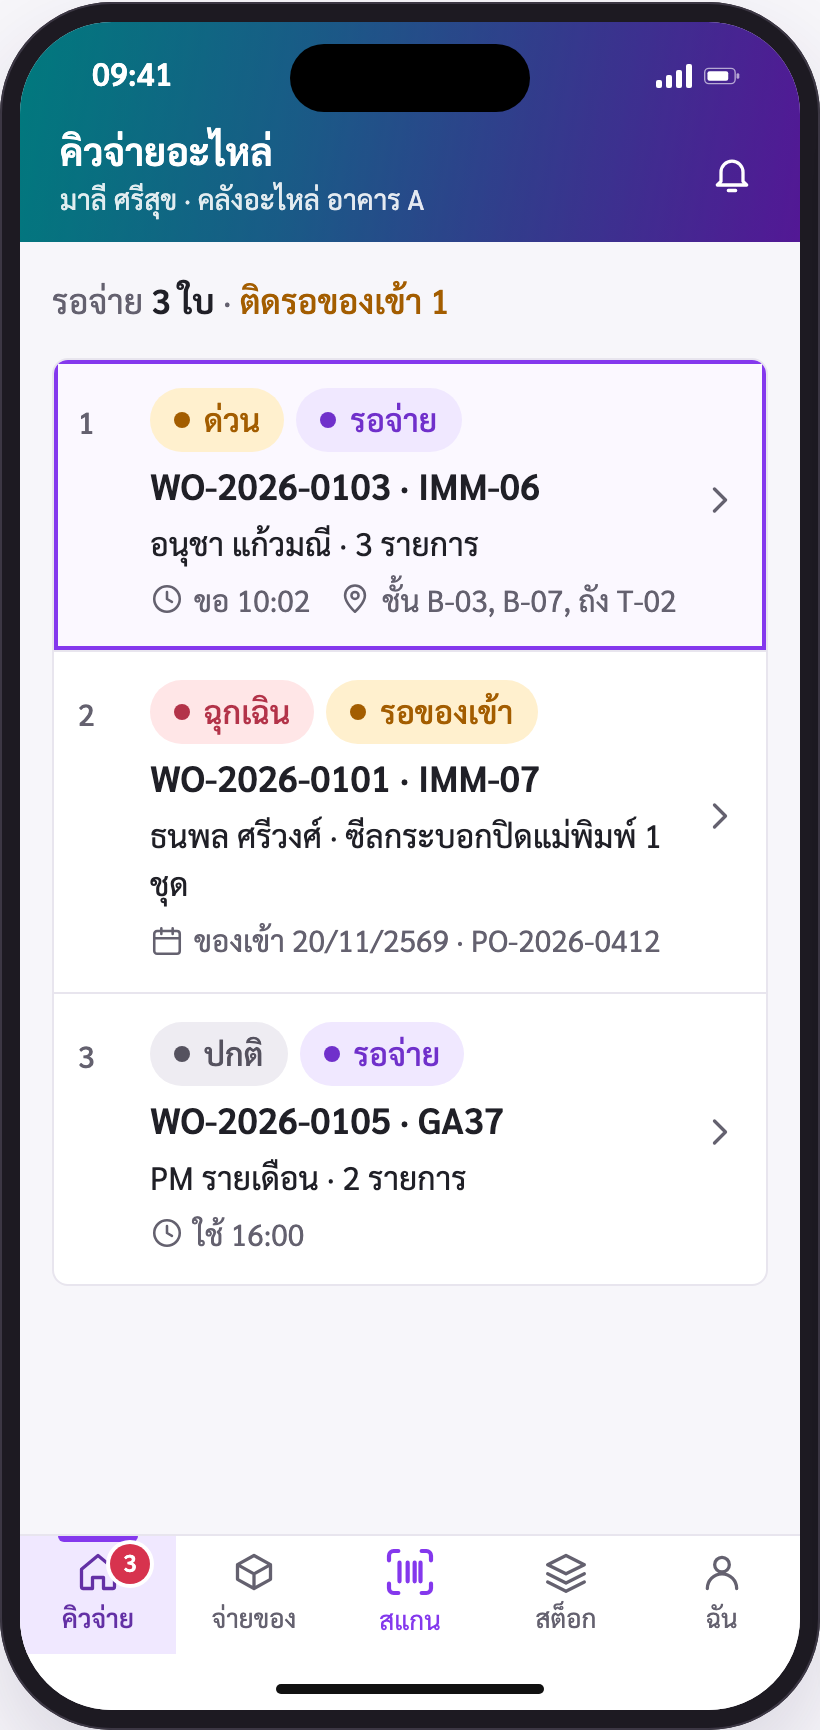 09:41
คิวจ่ายอะไหล่
มาลี ศรีสุข · คลังอะไหล่ อาคาร A
รอจ่าย 3 ใบ · ติดรอของเข้า 1
1
ด่วน
รอจ่าย
WO-2026-0103 · IMM-06
อนุชา แก้วมณี · 3 รายการ
ขอ 10:02
ชั้น B-03, B-07, ถัง T-02
2
ฉุกเฉิน
รอของเข้า
WO-2026-0101 · IMM-07
ธนพล ศรีวงศ์ · ซีลกระบอกปิดแม่พิมพ์ 1
ชุด
ของเข้า 20/11/2569 · PO-2026-0412
3
ปกติ
รอจ่าย
WO-2026-0105 · GA37
PM รายเดือน · 2 รายการ
ใช้ 16:00
3
คิวจ่าย
จ่ายของ
สแกน
สต็อก
ฉัน